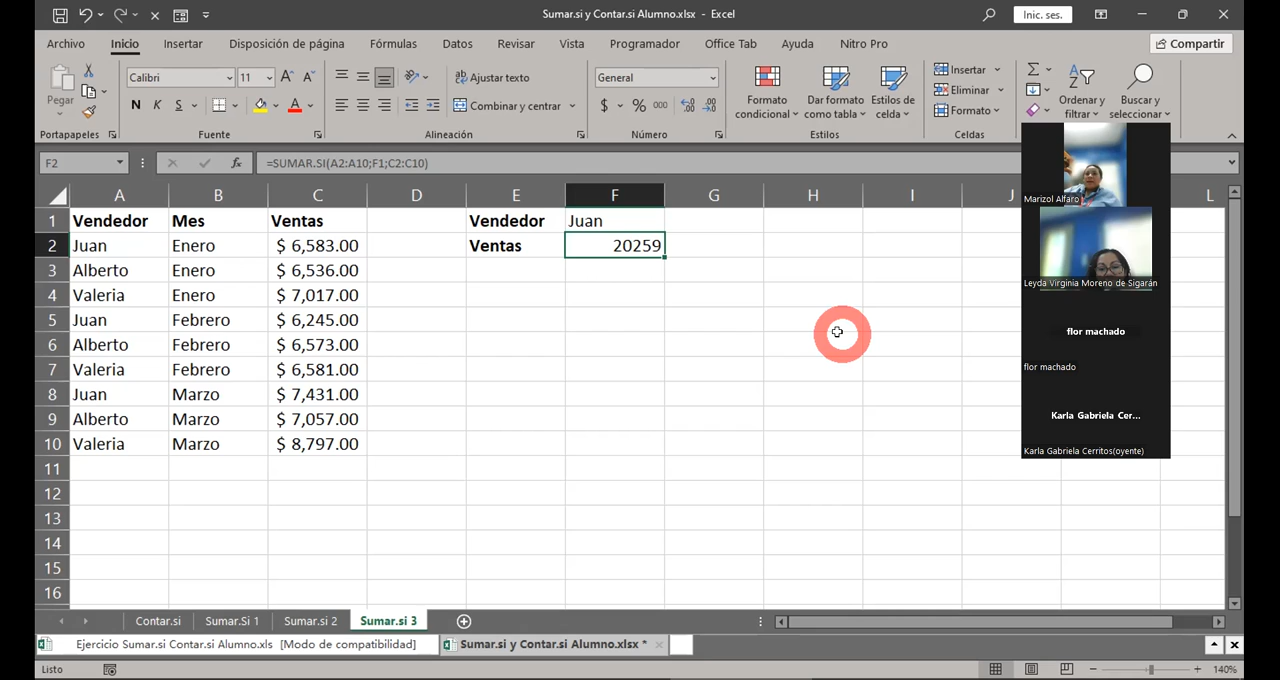 Sumar.si y Contar.si Alumno.xlsx - Excel
Inic. ses.
Archivo Inicio Insertar Disposición de página Fórmulas Datos Revisar Vista Programador Office Tab Ayuda Nitro Pro Compartir
Pegar
Calibri 11
N K S
Ajustar texto
Combinar y centrar
General
$ % 000
Formato condicional
Dar formato como tabla
Estilos de celda
Insertar
Eliminar
Formato
Ordenar y filtrar
Buscar y seleccionar
Portapapeles Fuente Alineación Número Estilos Celdas
F2 fx =SUMAR.SI(A2:A10;F1;C2:C10)
A B C D E F G H I J L
1 Vendedor Mes Ventas Vendedor Juan
2 Juan Enero $ 6,583.00 Ventas 20259
3 Alberto Enero $ 6,536.00
4 Valeria Enero $ 7,017.00
5 Juan Febrero $ 6,245.00
6 Alberto Febrero $ 6,573.00
7 Valeria Febrero $ 6,581.00
8 Juan Marzo $ 7,431.00
9 Alberto Marzo $ 7,057.00
10 Valeria Marzo $ 8,797.00
11
12
13
14
15
16
Marizol Alfaro
Leyda Virginia Moreno de Sigarán
flor machado
flor machado
Karla Gabriela Cer...
Karla Gabriela Cerritos(oyente)
Contar.si Sumar.Si 1 Sumar.si 2 Sumar.si 3
Ejercicio Sumar.si Contar.si Alumno.xls [Modo de compatibilidad] Sumar.si y Contar.si Alumno.xlsx *
Listo 140%